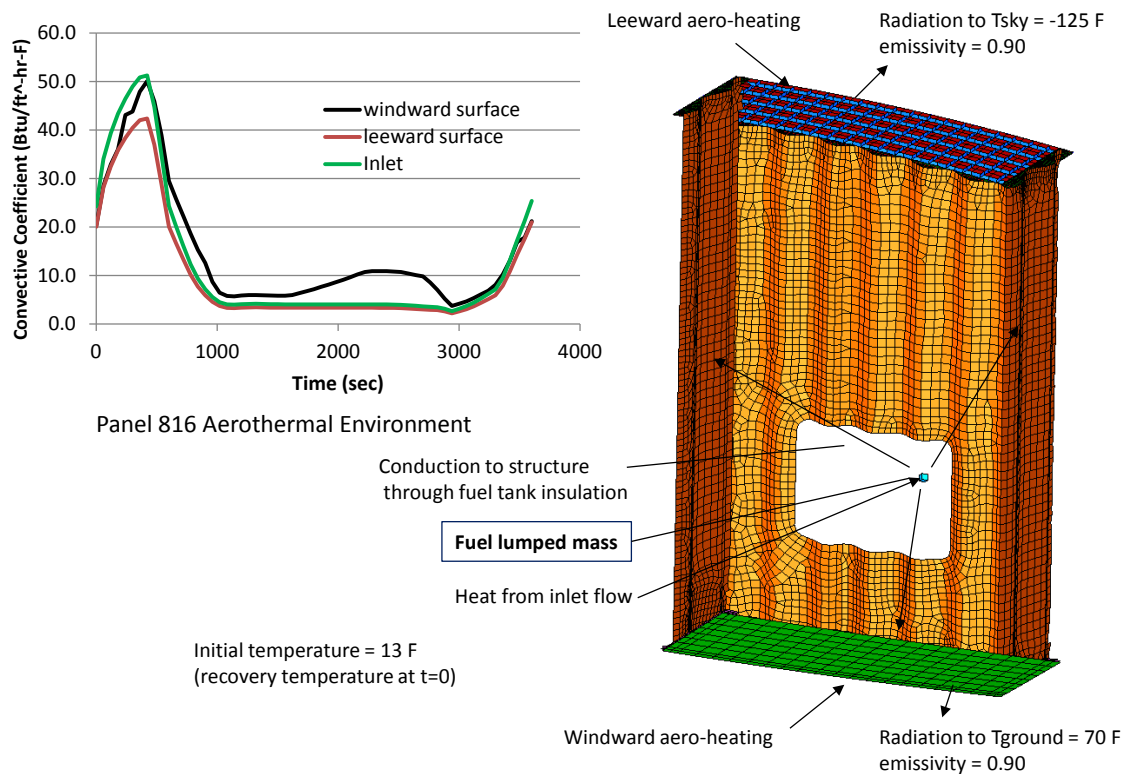 Convective Coefficient (Btu/ft^-hr-F)
60.0
50.0
40.0
30.0
20.0
10.0
0.0
0
1000
2000
3000
4000
Time (sec)
windward surface
leeward surface
Inlet
Panel 816 Aerothermal Environment
Leeward aero-heating
Radiation to Tsky = -125 F
emissivity = 0.90
Conduction to structure
through fuel tank insulation
Fuel lumped mass
Heat from inlet flow
Initial temperature = 13 F
(recovery temperature at t=0)
Windward aero-heating
Radiation to Tground = 70 F
emissivity = 0.90